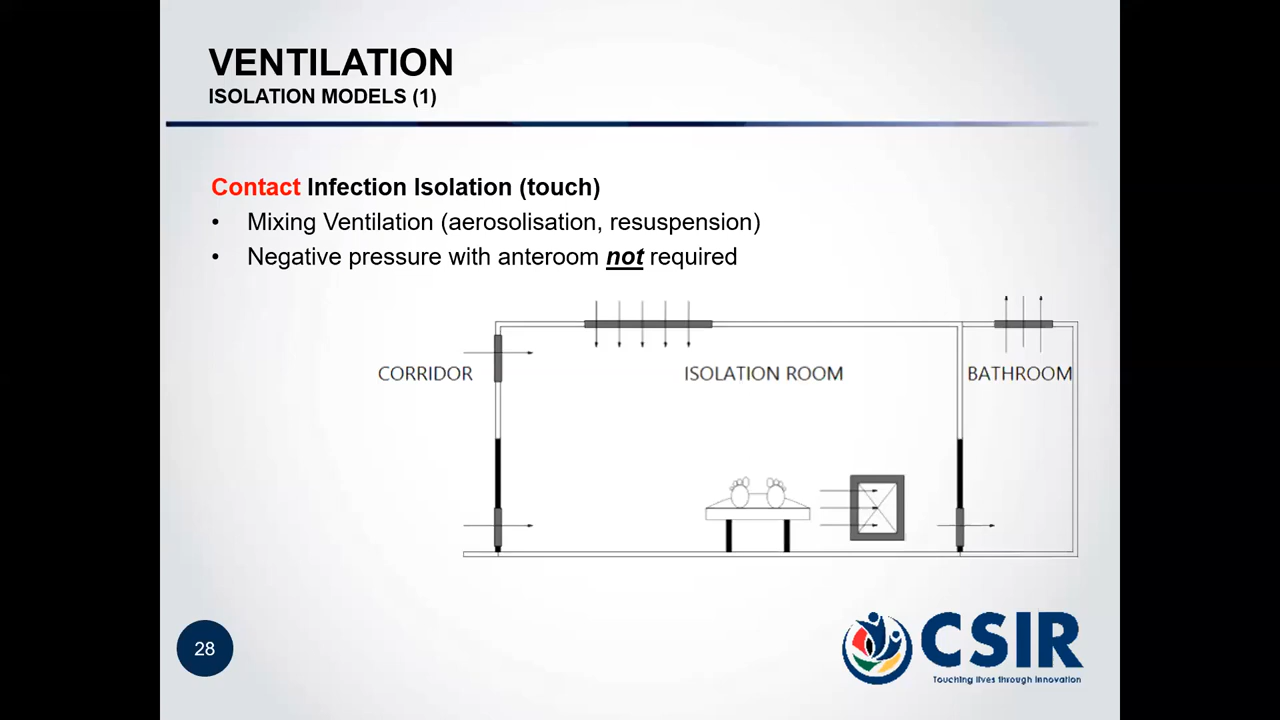 VENTILATION
ISOLATION MODELS (1)
Contact Infection Isolation (touch)
• Mixing Ventilation (aerosolisation, resuspension)
• Negative pressure with anteroom not required
CORRIDOR
ISOLATION ROOM
BATHROOM
28
CSIR
Touching lives through innovation